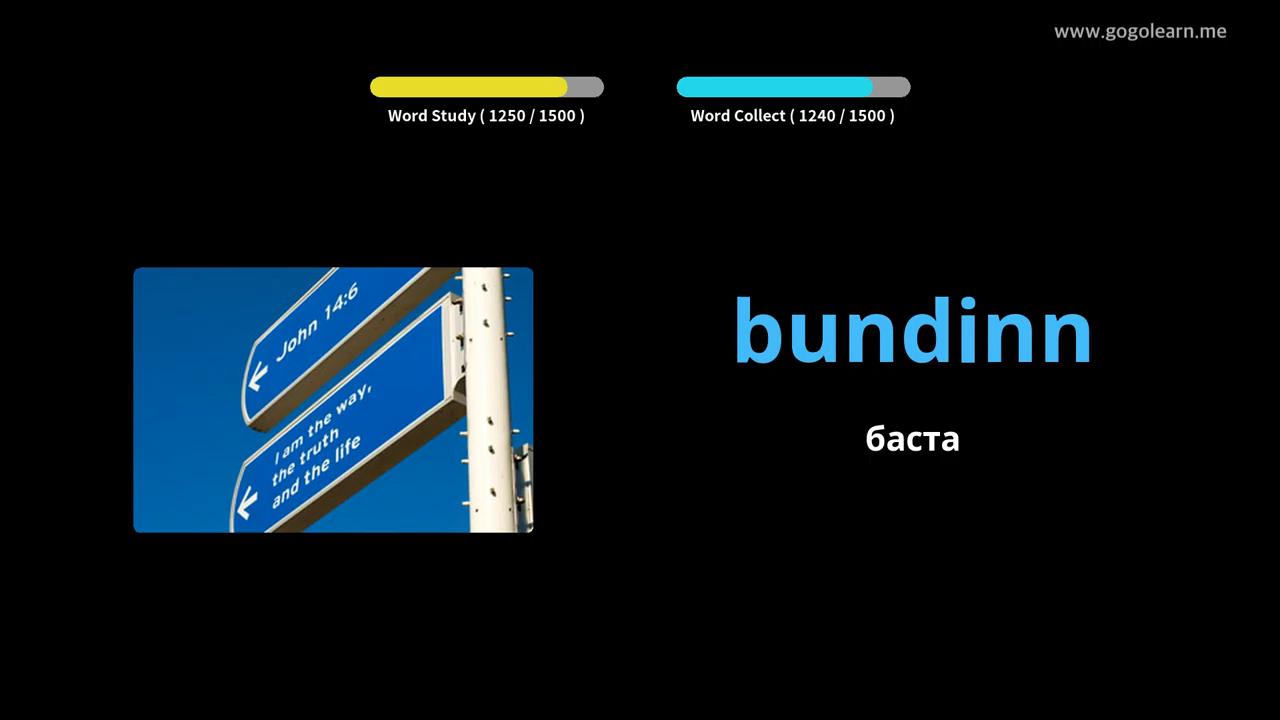 www.gogolearn.me
Word Study ( 1250 / 1500 )
Word Collect ( 1240 / 1500 )
John 14:6
I am the way,
the truth
and the life
bundinn
баста